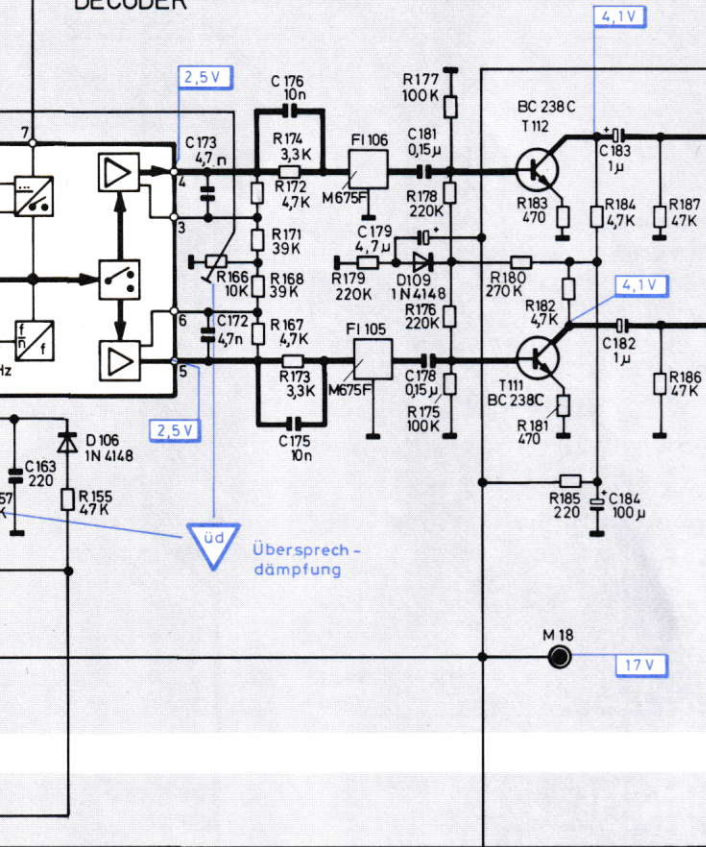 DECODER
4,1V
2,5V
C 176
10n
R177
100K
BC 238C
T112
7
C173
4,7 n
R174
3,3K
FI 106
C181
0,15µ
+
C183
1µ
4
R172
4,7K
M675F
R178
220K
R183
470
R184
4,7K
R187
47K
3
R171
39K
C179
4,7µ
+
R166
10K
R168
39K
R179
220K
D109
1N4148
R180
270K
4,1V
R176
220K
R182
4,7K
6
C172
4,7n
R167
4,7K
FI 105
C182
1µ
f
n
f
Hz
5
R173
3,3K
M675F
C178
0,15µ
T111
BC 238C
R186
47K
2,5V
C175
10n
R175
100K
R181
470
D106
1N 4148
C163
220
57
K
R155
47K
R185
220
+
C184
100µ
üd
Übersprech-
dämpfung
M 18
17V